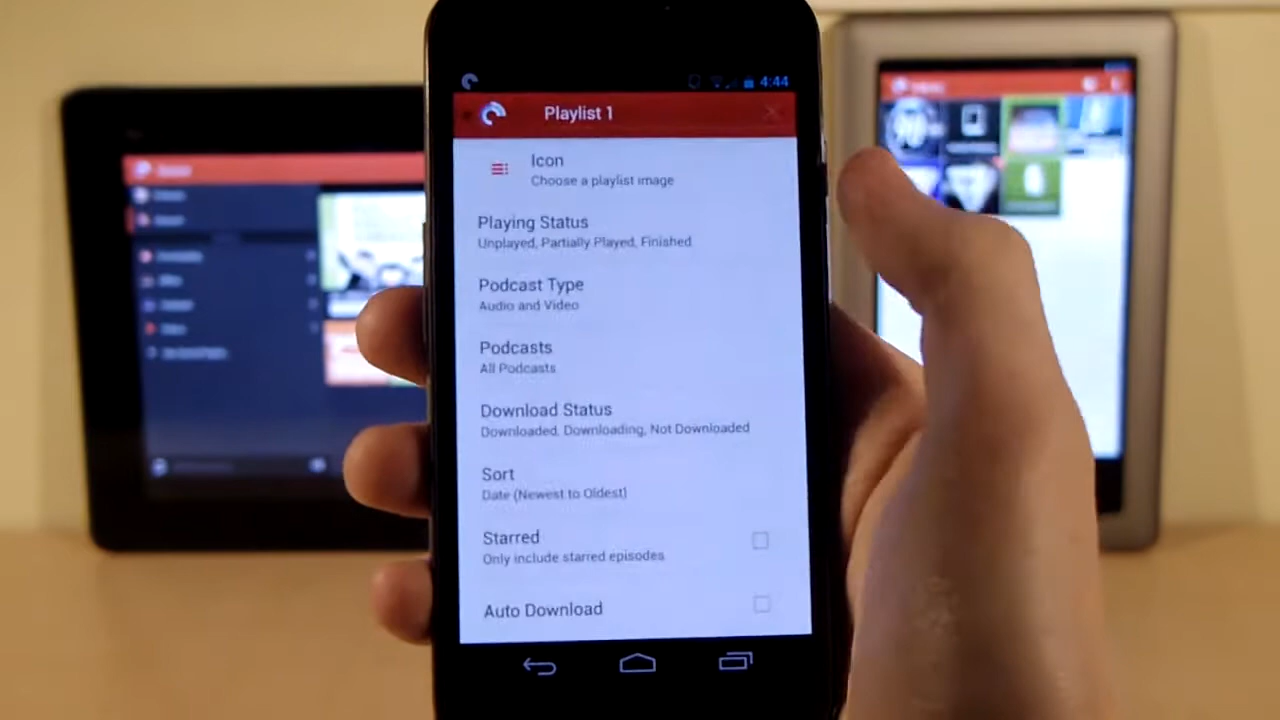 4:44
Playlist 1
Icon
Choose a playlist image
Playing Status
Unplayed, Partially Played, Finished
Podcast Type
Audio and Video
Podcasts
All Podcasts
Download Status
Downloaded, Downloading, Not Downloaded
Sort
Date (Newest to Oldest)
Starred
Only include starred episodes
Auto Download